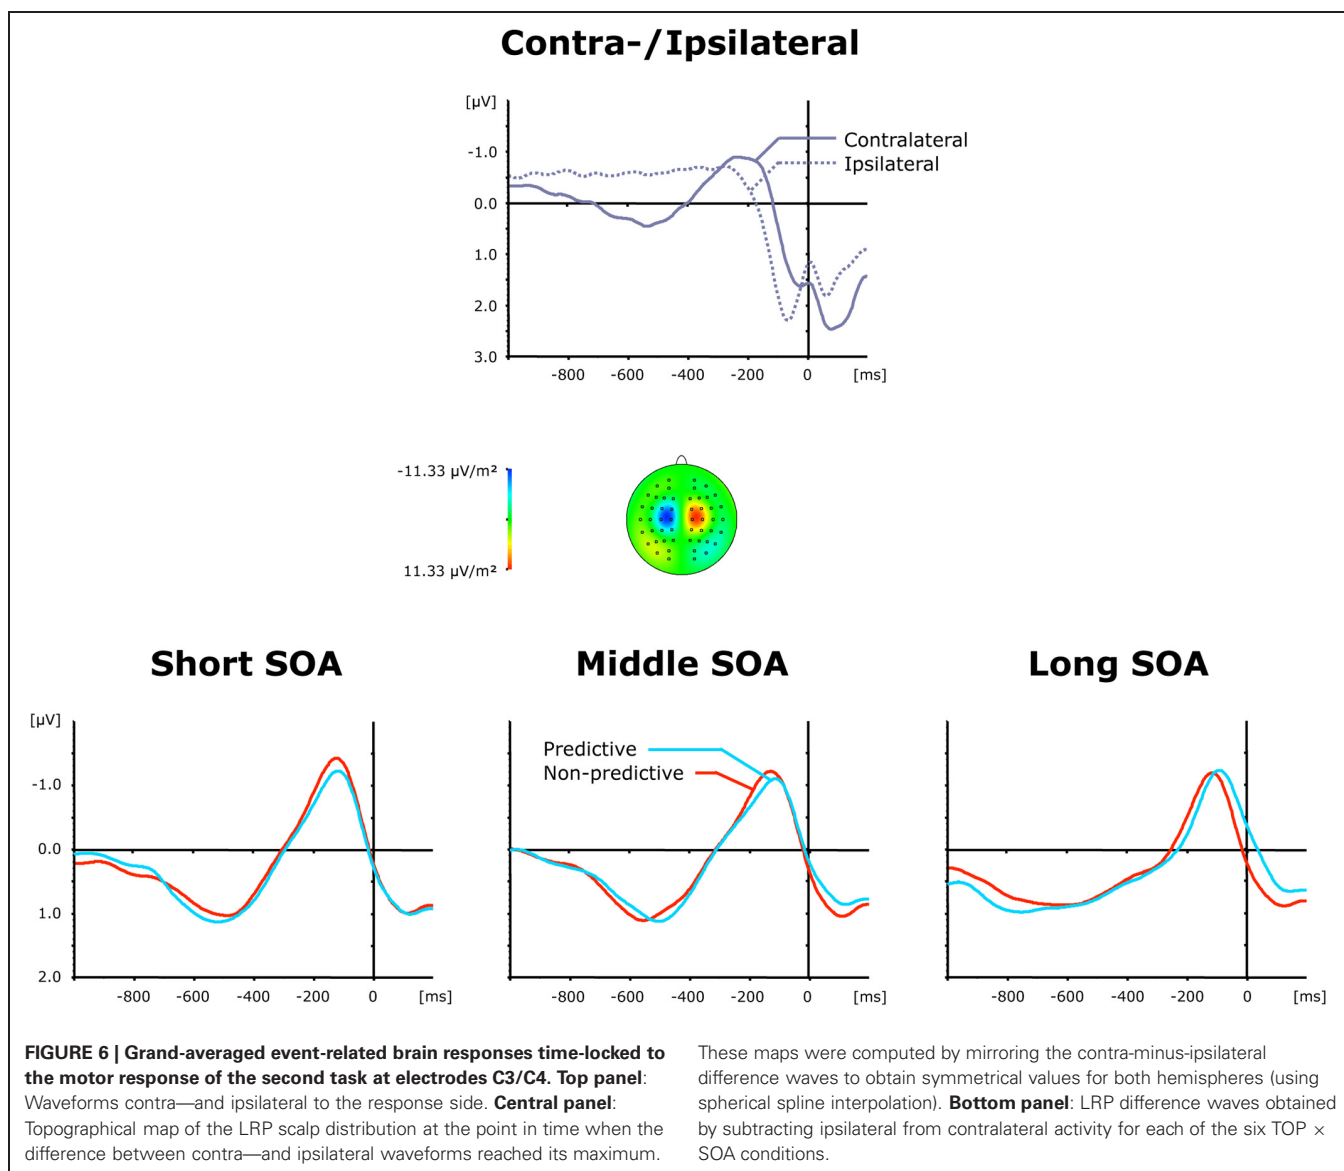 Contra-/Ipsilateral
[µV]
-1.0
0.0
1.0
2.0
3.0
Contralateral
Ipsilateral
-800 -600 -400 -200 0 [ms]
-11.33 µV/m²
11.33 µV/m²
Short SOA
Middle SOA
Long SOA
[µV]
-1.0
0.0
1.0
2.0
-800 -600 -400 -200 0 [ms]
Predictive
Non-predictive
-800 -600 -400 -200 0 [ms]
-800 -600 -400 -200 0 [ms]
FIGURE 6 | Grand-averaged event-related brain responses time-locked to
the motor response of the second task at electrodes C3/C4. Top panel:
Waveforms contra—and ipsilateral to the response side. Central panel:
Topographical map of the LRP scalp distribution at the point in time when the
difference between contra—and ipsilateral waveforms reached its maximum.
These maps were computed by mirroring the contra-minus-ipsilateral
difference waves to obtain symmetrical values for both hemispheres (using
spherical spline interpolation). Bottom panel: LRP difference waves obtained
by subtracting ipsilateral from contralateral activity for each of the six TOP ×
SOA conditions.